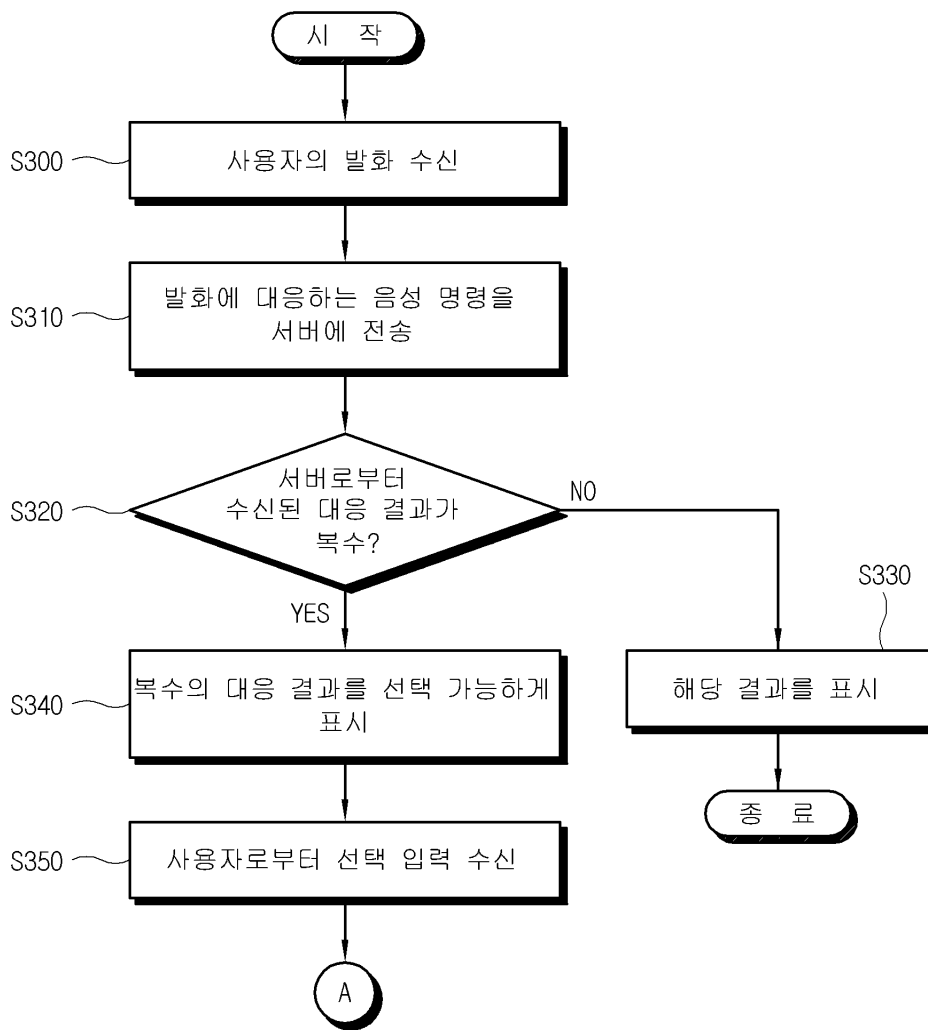 시 작
S300
사용자의 발화 수신
S310
발화에 대응하는 음성 명령을
서버에 전송
S320
서버로부터
수신된 대응 결과가
복수?
NO
YES
S330
해당 결과를 표시
종 료
S340
복수의 대응 결과를 선택 가능하게
표시
S350
사용자로부터 선택 입력 수신
A